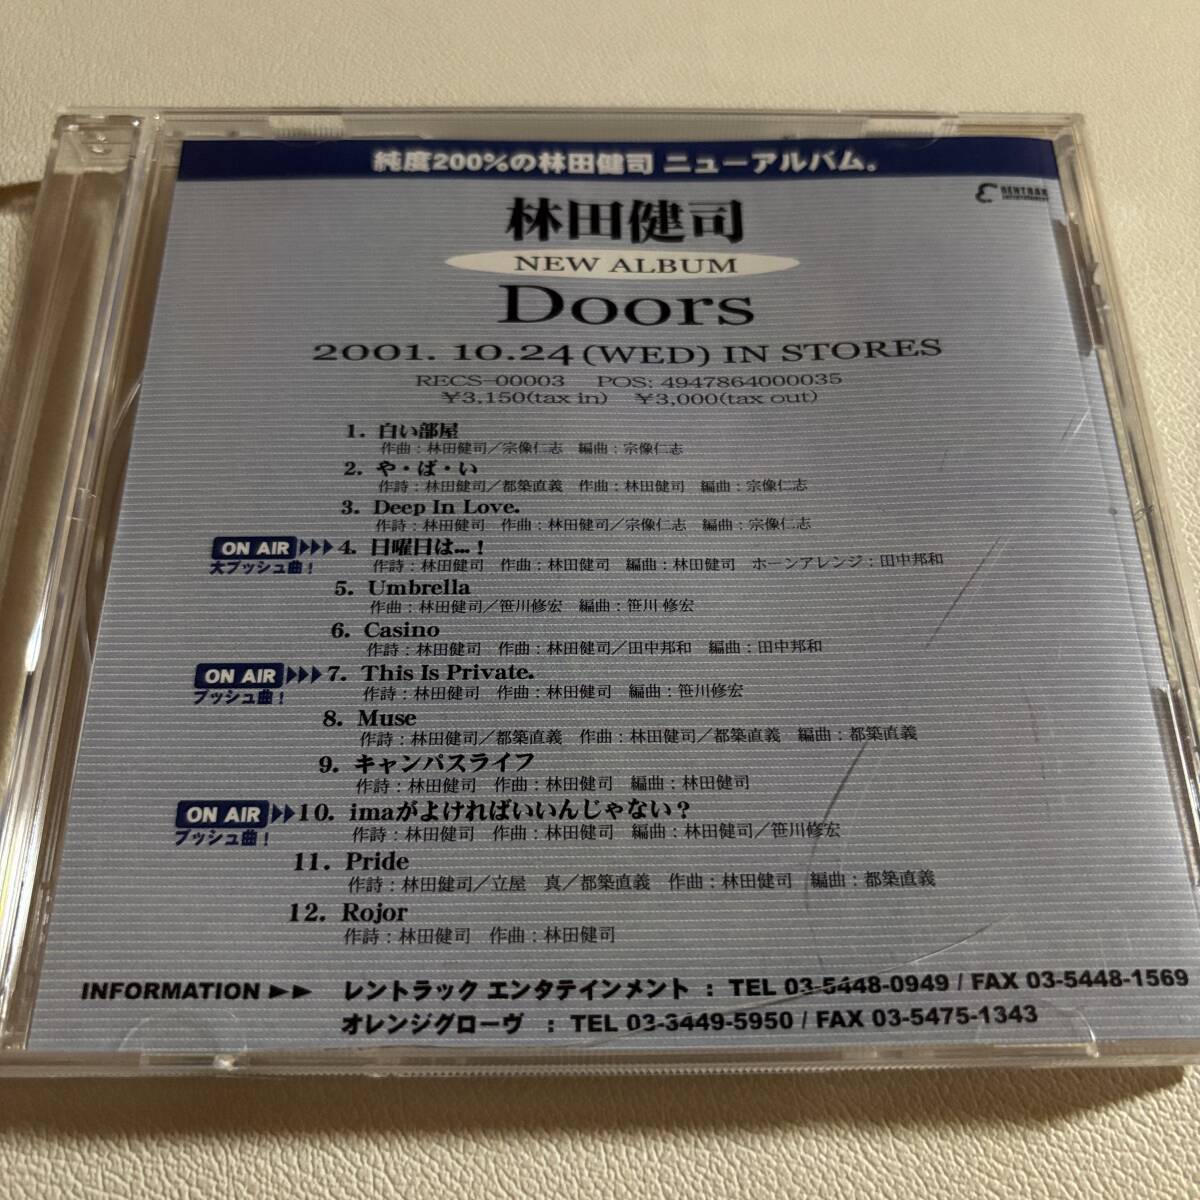 純度200%の林田健司 ニューアルバム。
RENTRAK
ENTERTAINMENT
林田健司
NEW ALBUM
Doors
2001. 10.24 (WED) IN STORES
RECS-00003 POS: 4947864000035
¥3,150(tax in) ¥3,000(tax out)
1. 白い部屋
作曲：林田健司／宗像仁志 編曲：宗像仁志
2. や・ば・い
作詩：林田健司／都築直義 作曲：林田健司 編曲：宗像仁志
3. Deep In Love.
作詩：林田健司 作曲：林田健司／宗像仁志 編曲：宗像仁志
ON AIR 4. 日曜日は...！
大プッシュ曲！ 作詩：林田健司 作曲：林田健司 編曲：林田健司 ホーンアレンジ：田中邦和
5. Umbrella
作曲：林田健司／笹川修宏 編曲：笹川 修宏
6. Casino
作詩：林田健司 作曲：林田健司／田中邦和 編曲：田中邦和
ON AIR 7. This Is Private.
プッシュ曲！ 作詩：林田健司 作曲：林田健司 編曲：笹川修宏
8. Muse
作詩：林田健司／都築直義 作曲：林田健司／都築直義 編曲：都築直義
9. キャンパスライフ
作詩：林田健司 作曲：林田健司 編曲：林田健司
ON AIR 10. imaがよければいいんじゃない？
プッシュ曲！ 作詩：林田健司 作曲：林田健司 編曲：林田健司／笹川修宏
11. Pride
作詩：林田健司／立屋 真／都築直義 作曲：林田健司 編曲：都築直義
12. Rojor
作詩：林田健司 作曲：林田健司
INFORMATION ►► レントラック エンタテインメント : TEL 03-5448-0949 / FAX 03-5448-1569
オレンジグローヴ : TEL 03-3449-5950 / FAX 03-5475-1343